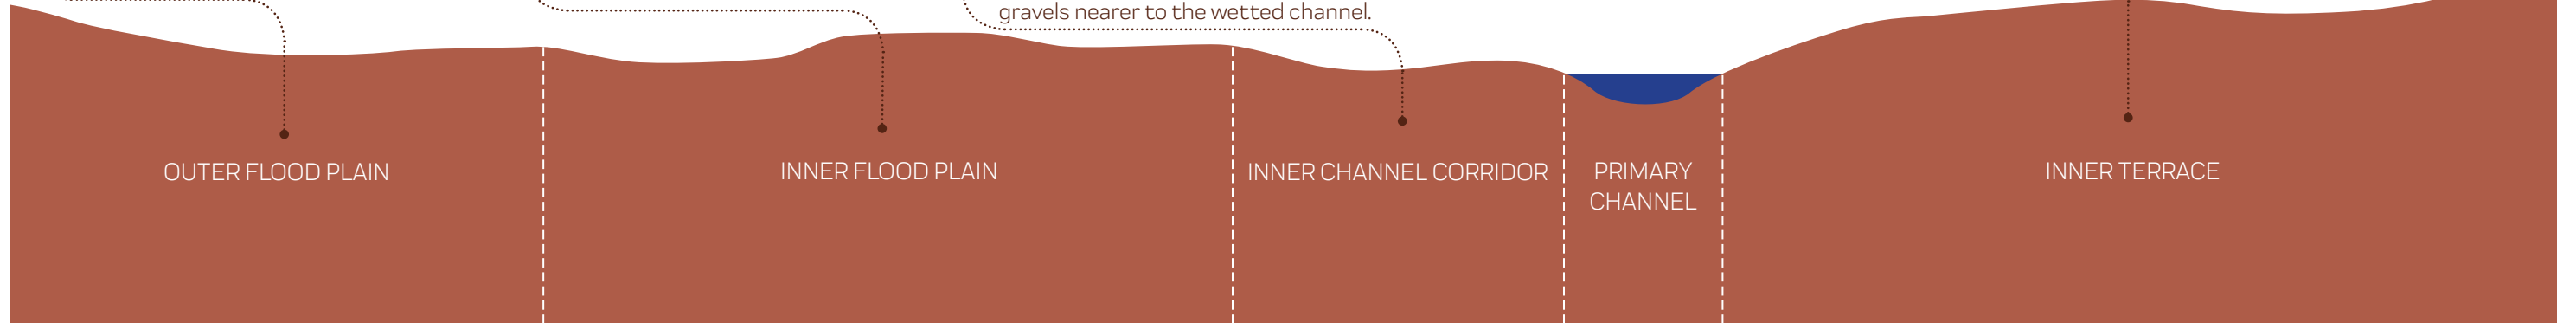 gravels nearer to the wetted channel.
OUTER FLOOD PLAIN
INNER FLOOD PLAIN
INNER CHANNEL CORRIDOR
PRIMARY
CHANNEL
INNER TERRACE